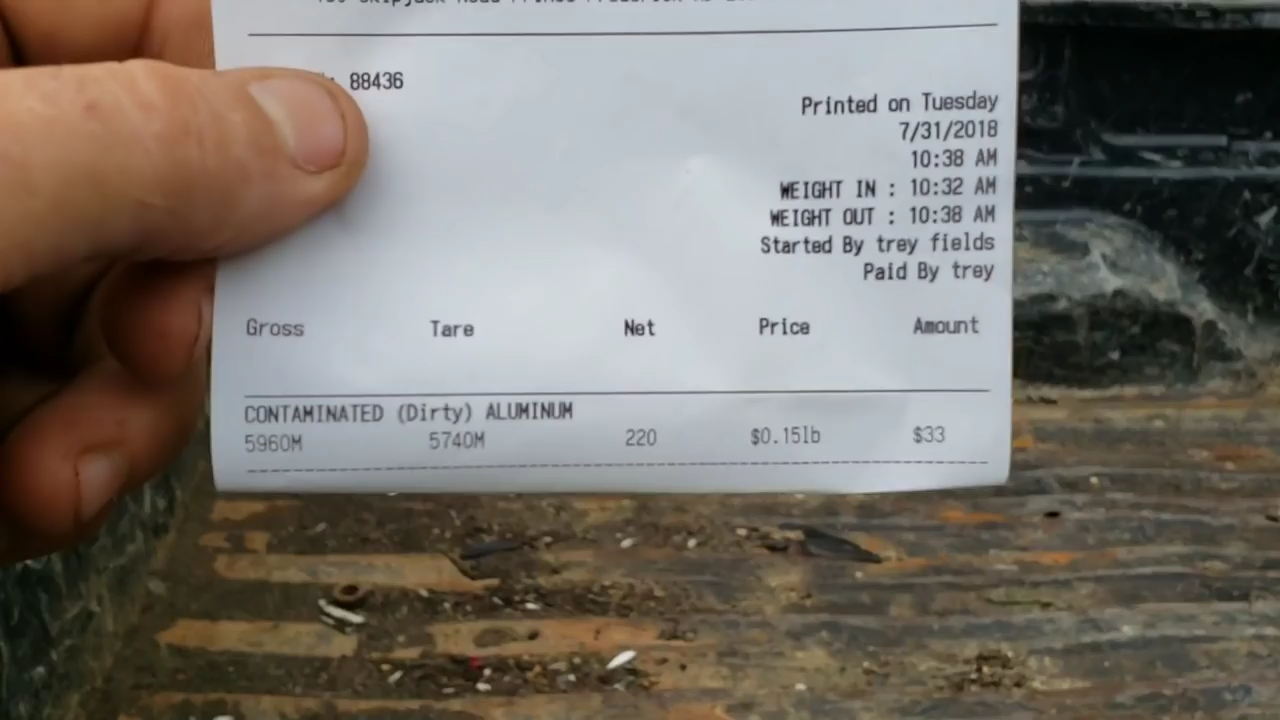 88436
Printed on Tuesday
7/31/2018
10:38 AM
WEIGHT IN : 10:32 AM
WEIGHT OUT : 10:38 AM
Started By trey fields
Paid By trey
Gross Tare Net Price Amount
CONTAMINATED (Dirty) ALUMINUM
5960M 5740M 220 $0.15lb $33